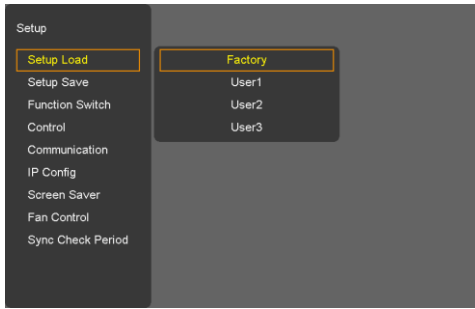 Setup
Setup Load
Setup Save
Function Switch
Control
Communication
IP Config
Screen Saver
Fan Control
Sync Check Period
Factory
User1
User2
User3